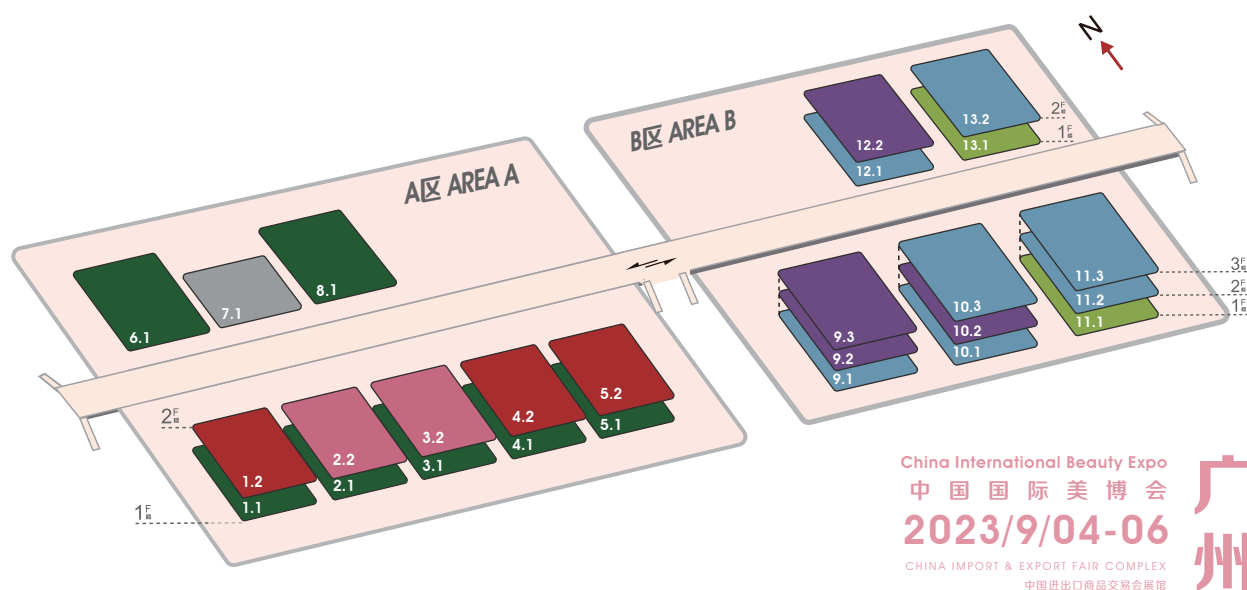 N
B区 AREA B
12.2
12.1
13.2
13.1
2F
1F
A区 AREA A
6.1
7.1
8.1
9.3
9.2
9.1
10.3
10.2
10.1
11.3
11.2
11.1
3F
2F
1F
2F
1F
1.2
1.1
2.2
2.1
3.2
3.1
4.2
4.1
5.2
5.1
China International Beauty Expo
中国国际美博会
2023/9/04-06
CHINA IMPORT & EXPORT FAIR COMPLEX
中国进出口商品交易会展馆
广州